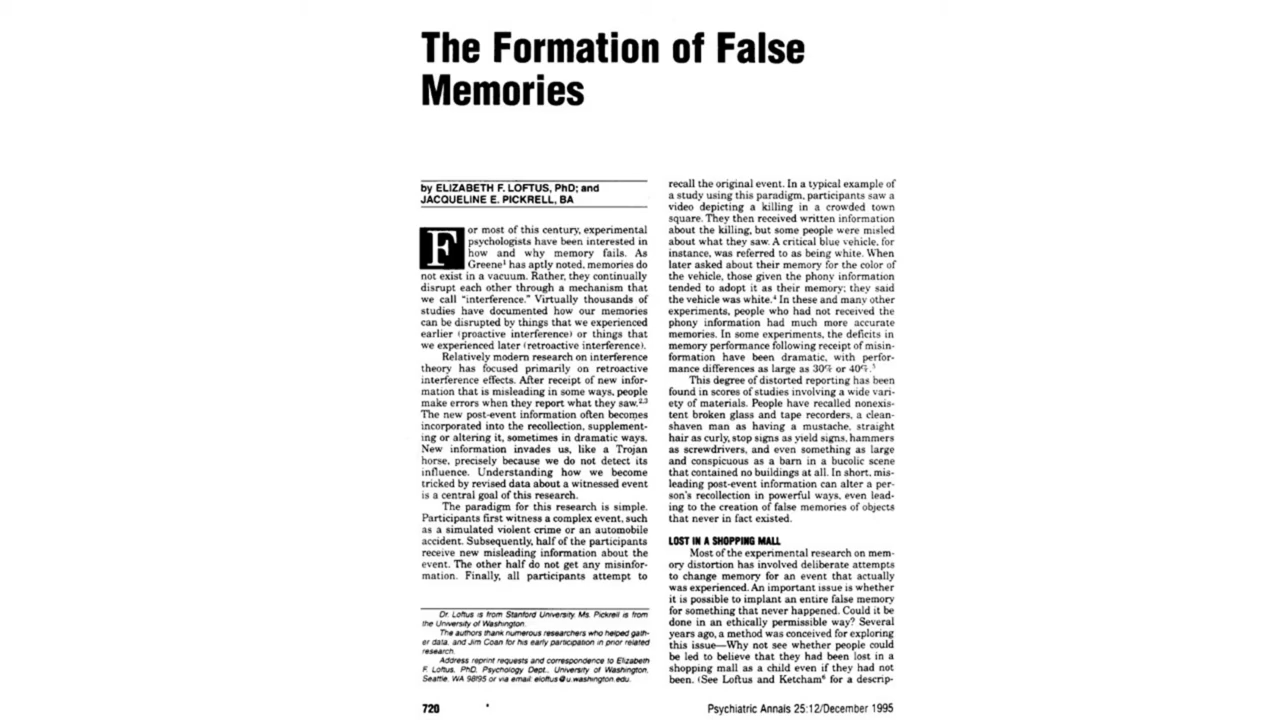 The Formation of False
Memories
by ELIZABETH F. LOFTUS, PhD; and
JACQUELINE E. PICKRELL, BA
For most of this century, experimental
psychologists have been interested in
how and why memory fails. As
Greene¹ has aptly noted, memories do
not exist in a vacuum. Rather, they continually
disrupt each other through a mechanism that
we call “interference.” Virtually thousands of
studies have documented how our memories
can be disrupted by things that we experienced
earlier (proactive interference) or things that
we experienced later (retroactive interference).
Relatively modern research on interference
theory has focused primarily on retroactive
interference effects. After receipt of new infor-
mation that is misleading in some ways, people
make errors when they report what they saw.²,³
The new post-event information often becomes
incorporated into the recollection, supplement-
ing or altering it, sometimes in dramatic ways.
New information invades us, like a Trojan
horse, precisely because we do not detect its
influence. Understanding how we become
tricked by revised data about a witnessed event
is a central goal of this research.
The paradigm for this research is simple.
Participants first witness a complex event, such
as a simulated violent crime or an automobile
accident. Subsequently, half of the participants
receive new misleading information about the
event. The other half do not get any misinfor-
mation. Finally, all participants attempt to
Dr. Loftus is from Stanford University. Ms. Pickrell is from
the University of Washington.
The authors thank numerous researchers who helped gath-
er data, and Jim Coan for his early participation in prior related
research.
Address reprint requests and correspondence to Elizabeth
F. Loftus, PhD, Psychology Dept., University of Washington,
Seattle, WA 98195 or via email: eloftus@u.washington.edu.
recall the original event. In a typical example of
a study using this paradigm, participants saw a
video depicting a killing in a crowded town
square. They then received written information
about the killing, but some people were misled
about what they saw. A critical blue vehicle, for
instance, was referred to as being white. When
later asked about their memory for the color of
the vehicle, those given the phony information
tended to adopt it as their memory; they said
the vehicle was white.⁴ In these and many other
experiments, people who had not received the
phony information had much more accurate
memories. In some experiments, the deficits in
memory performance following receipt of misin-
formation have been dramatic, with perfor-
mance differences as large as 30% or 40%.⁵
This degree of distorted reporting has been
found in scores of studies involving a wide vari-
ety of materials. People have recalled nonexis-
tent broken glass and tape recorders, a clean-
shaven man as having a mustache, straight
hair as curly, stop signs as yield signs, hammers
as screwdrivers, and even something as large
and conspicuous as a barn in a bucolic scene
that contained no buildings at all. In short, mis-
leading post-event information can alter a per-
son's recollection in powerful ways, even lead-
ing to the creation of false memories of objects
that never in fact existed.
LOST IN A SHOPPING MALL
Most of the experimental research on mem-
ory distortion has involved deliberate attempts
to change memory for an event that actually
was experienced. An important issue is whether
it is possible to implant an entire false memory
for something that never happened. Could it be
done in an ethically permissible way? Several
years ago, a method was conceived for exploring
this issue—Why not see whether people could
be led to believe that they had been lost in a
shopping mall as a child even if they had not
been. (See Loftus and Ketcham⁶ for a descrip-
720
Psychiatric Annals 25:12/December 1995